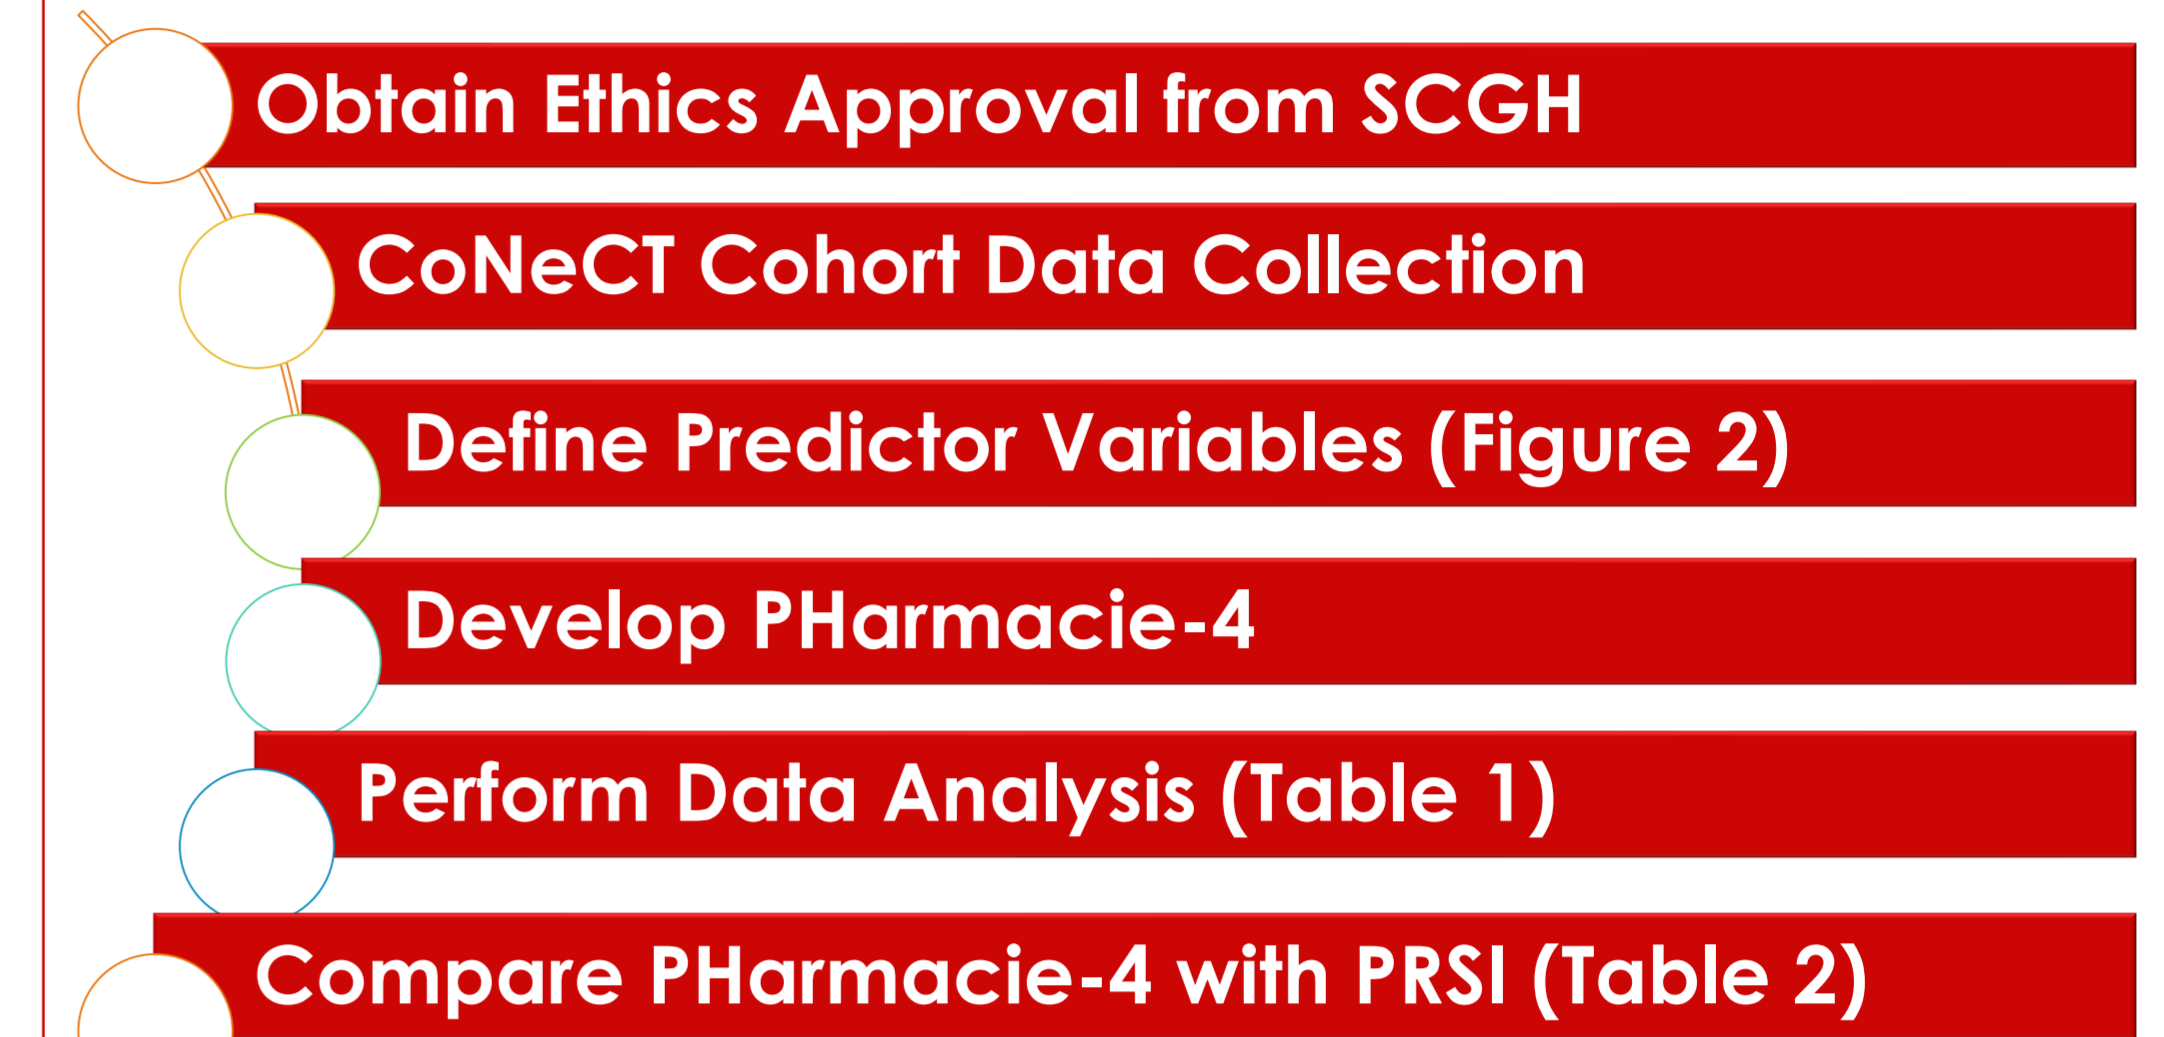 Obtain Ethics Approval from SCGH
CoNeCT Cohort Data Collection
Define Predictor Variables (Figure 2)
Develop PHarmacie-4
Perform Data Analysis (Table 1)
Compare PHarmacie-4 with PRSI (Table 2)